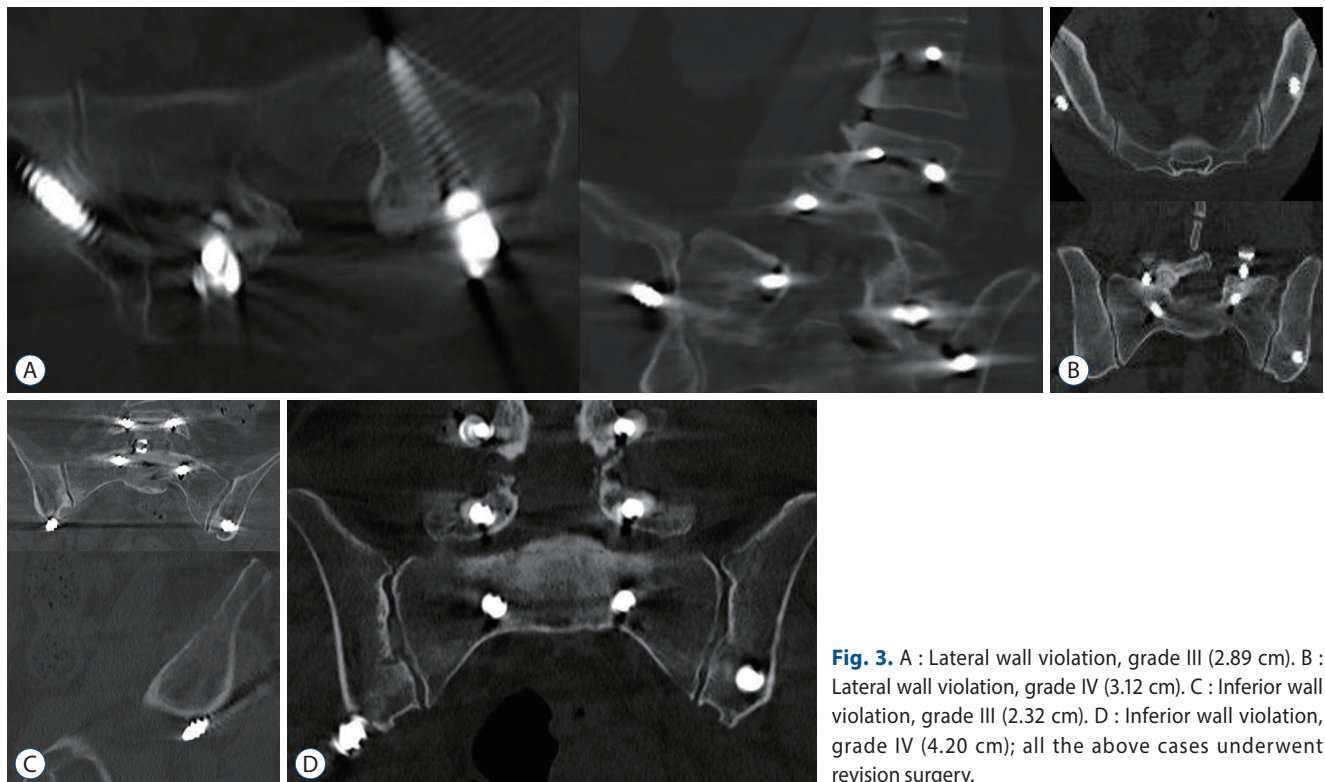 A
B
C
D
Fig. 3. A : Lateral wall violation, grade III (2.89 cm). B :
Lateral wall violation, grade IV (3.12 cm). C : Inferior wall
violation, grade III (2.32 cm). D : Inferior wall violation,
grade IV (4.20 cm); all the above cases underwent
revision surgery.